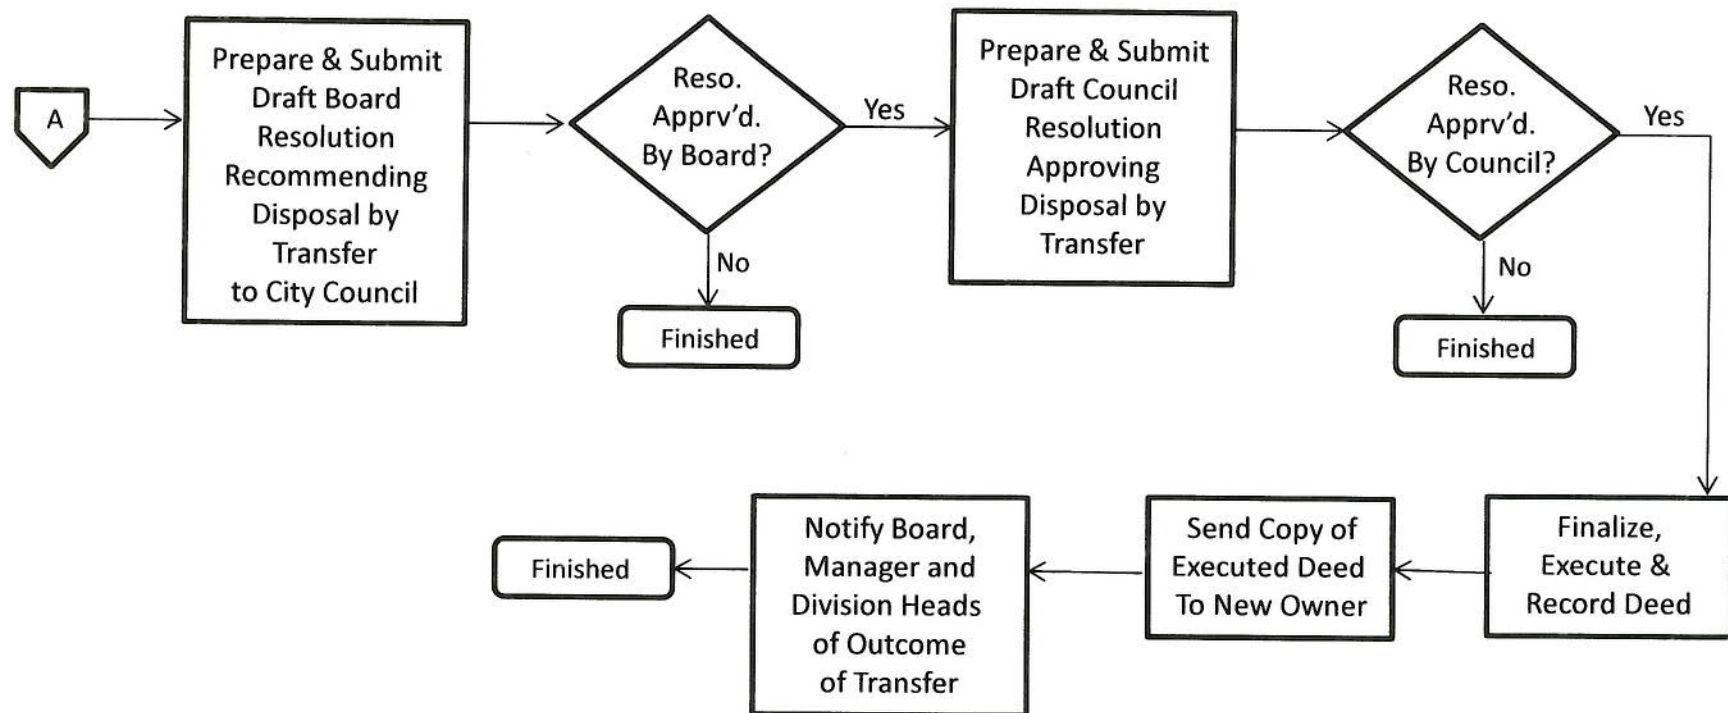 A
Prepare & Submit
Draft Board
Resolution
Recommending
Disposal by
Transfer
to City Council
Reso.
Apprv'd.
By Board?
Yes
No
Finished
Prepare & Submit
Draft Council
Resolution
Approving
Disposal by
Transfer
Reso.
Apprv'd.
By Council?
Yes
No
Finished
Finalize,
Execute &
Record Deed
Send Copy of
Executed Deed
To New Owner
Notify Board,
Manager and
Division Heads
of Outcome
of Transfer
Finished